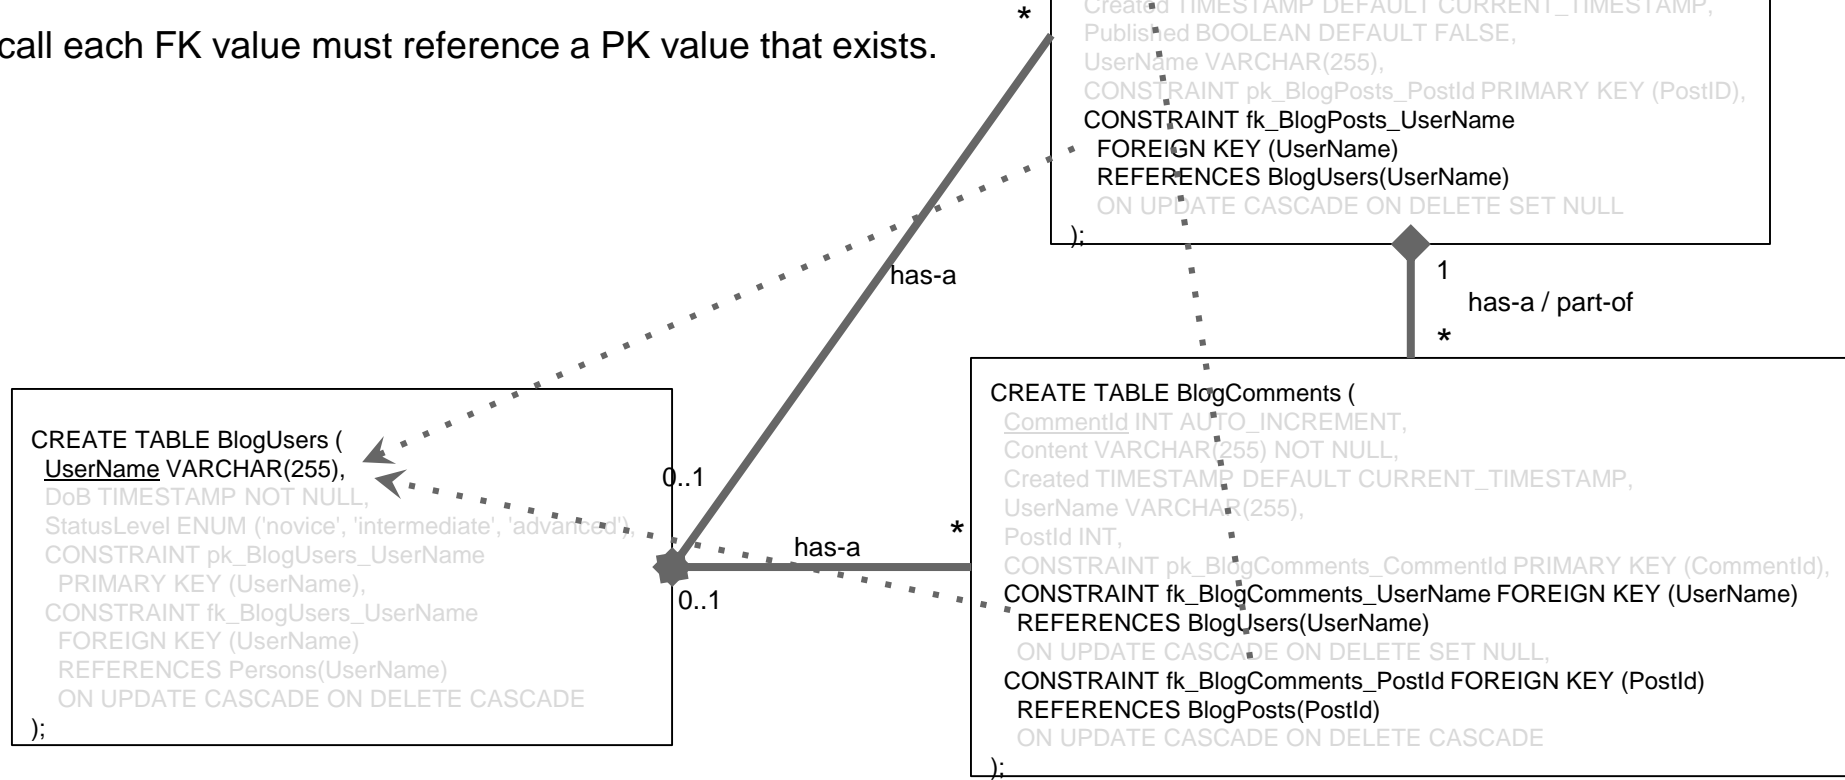 call each FK value must reference a PK value that exists.
*
Created TIMESTAMP DEFAULT CURRENT_TIMESTAMP,
Published BOOLEAN DEFAULT FALSE,
UserName VARCHAR(255),
CONSTRAINT pk_BlogPosts_PostId PRIMARY KEY (PostID),
CONSTRAINT fk_BlogPosts_UserName
FOREIGN KEY (UserName)
REFERENCES BlogUsers(UserName)
ON UPDATE CASCADE ON DELETE SET NULL
);
has-a
1
has-a / part-of
*
CREATE TABLE BlogUsers (
UserName VARCHAR(255),
DoB TIMESTAMP NOT NULL,
StatusLevel ENUM ('novice', 'intermediate', 'advanced'),
CONSTRAINT pk_BlogUsers_UserName
PRIMARY KEY (UserName),
CONSTRAINT fk_BlogUsers_UserName
FOREIGN KEY (UserName)
REFERENCES Persons(UserName)
ON UPDATE CASCADE ON DELETE CASCADE
);
0..1
has-a
*
0..1
CREATE TABLE BlogComments (
CommentId INT AUTO_INCREMENT,
Content VARCHAR(255) NOT NULL,
Created TIMESTAMP DEFAULT CURRENT_TIMESTAMP,
UserName VARCHAR(255),
PostId INT,
CONSTRAINT pk_BlogComments_CommentId PRIMARY KEY (CommentId),
CONSTRAINT fk_BlogComments_UserName FOREIGN KEY (UserName)
REFERENCES BlogUsers(UserName)
ON UPDATE CASCADE ON DELETE SET NULL,
CONSTRAINT fk_BlogComments_PostId FOREIGN KEY (PostId)
REFERENCES BlogPosts(PostId)
ON UPDATE CASCADE ON DELETE CASCADE
);